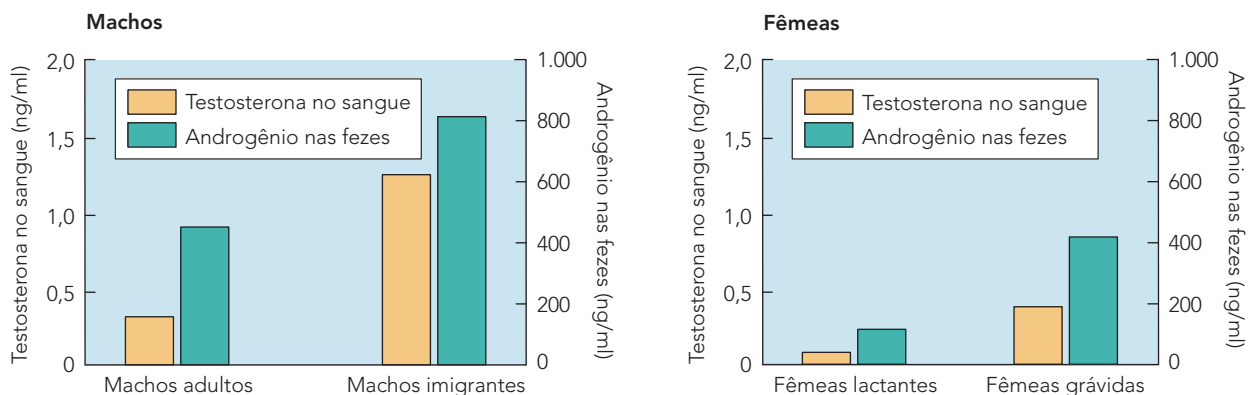 Machos
Testosterona no sangue (ng/ml)
2,0
1,5
1,0
0,5
0
Testosterona no sangue
Androgênio nas fezes
1.000
800
600
400
200
0
Androgênio nas fezes (ng/ml)
Machos adultos
Machos imigrantes
Fêmeas
Testosterona no sangue (ng/ml)
2,0
1,5
1,0
0,5
0
Testosterona no sangue
Androgênio nas fezes
1.000
800
600
400
200
0
Androgênio nas fezes (ng/ml)
Fêmeas lactantes
Fêmeas grávidas